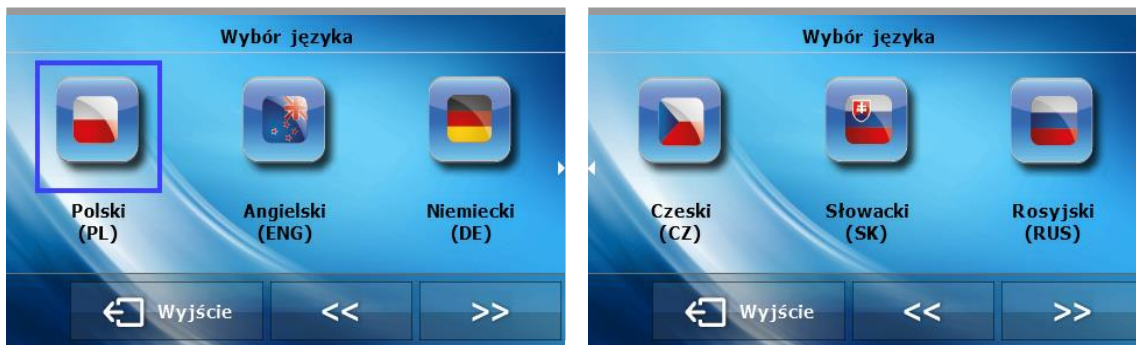 Wybór języka
Polski
(PL)
Angielski
(ENG)
Niemiecki
(DE)
Wyjście
<<
>>
Wybór języka
Czeski
(CZ)
Słowacki
(SK)
Rosyjski
(RUS)
Wyjście
<<
>>